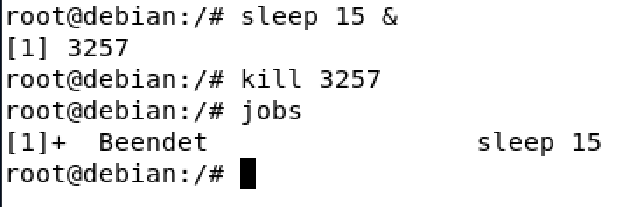 root@debian:/# sleep 15 &
[1] 3257
root@debian:/# kill 3257
root@debian:/# jobs
[1]+  Beendet                 sleep 15
root@debian:/#